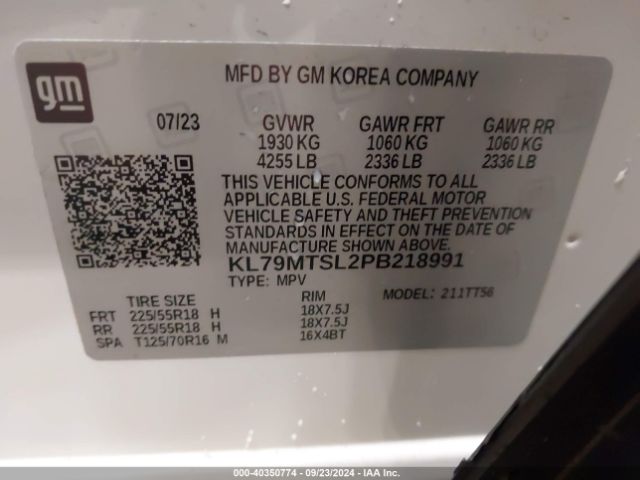 gm
MFD BY GM KOREA COMPANY
07/23 GVWR GAWR FRT GAWR RR
1930 KG 1060 KG 1060 KG
4255 LB 2336 LB 2336 LB
THIS VEHICLE CONFORMS TO ALL
APPLICABLE U.S. FEDERAL MOTOR
VEHICLE SAFETY AND THEFT PREVENTION
STANDARDS IN EFFECT ON THE DATE OF
MANUFACTURE SHOWN ABOVE.
KL79MTSL2PB218991
TYPE: MPV MODEL: 211TT56
TIRE SIZE RIM
FRT 225/55R18 H 18X7.5J
RR 225/55R18 H 18X7.5J
SPA T125/70R16 M 16X4BT
000-40350774 - 09/23/2024 - IAA Inc.